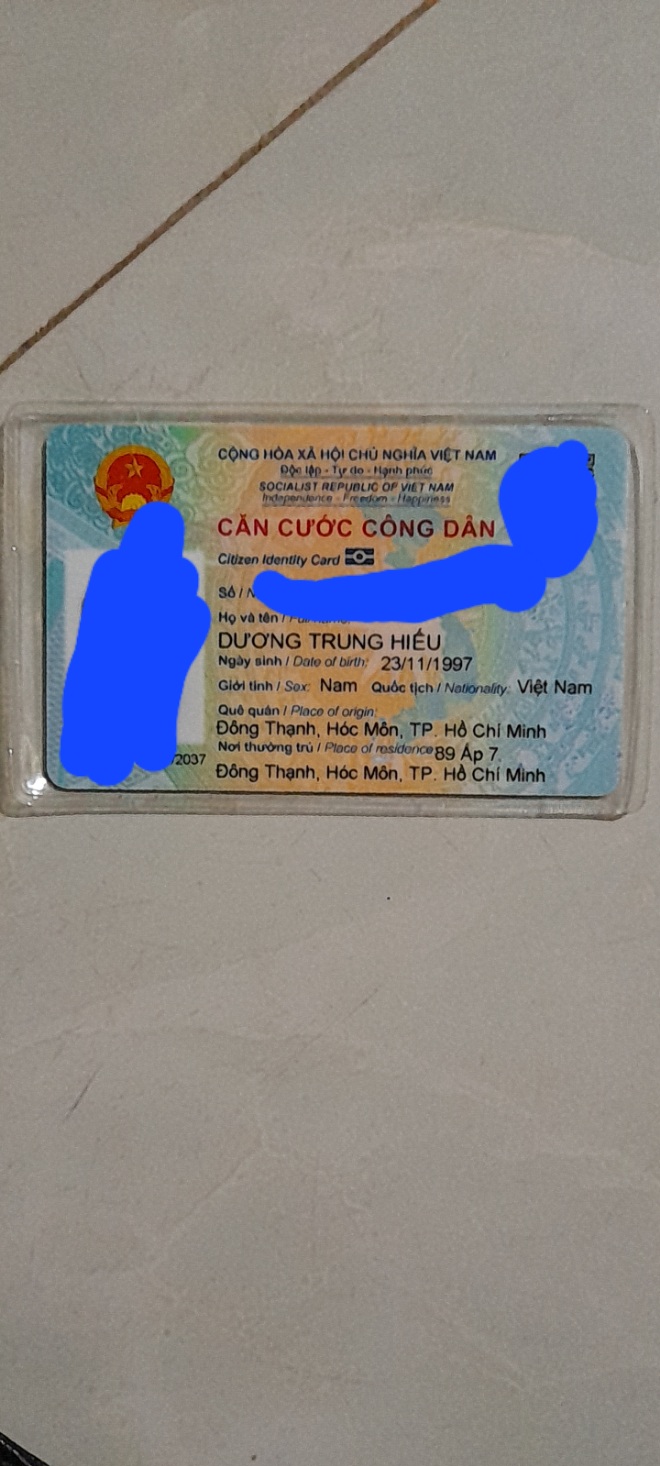 CỘNG HÒA XÃ HỘI CHỦ NGHĨA VIỆT NAM
Độc lập - Tự do - Hạnh phúc
SOCIALIST REPUBLIC OF VIET NAM
Independence - Freedom - Happiness
CĂN CƯỚC CÔNG DÂN
Citizen Identity Card
Số /
Họ và tên /
DƯƠNG TRUNG HIẾU
Ngày sinh / Date of birth: 23/11/1997
Giới tính / Sex: Nam Quốc tịch / Nationality: Việt Nam
Quê quán / Place of origin:
Đông Thạnh, Hóc Môn, TP. Hồ Chí Minh
Nơi thường trú / Place of residence 89 Ấp 7
Đông Thạnh, Hóc Môn, TP. Hồ Chí Minh
/2037